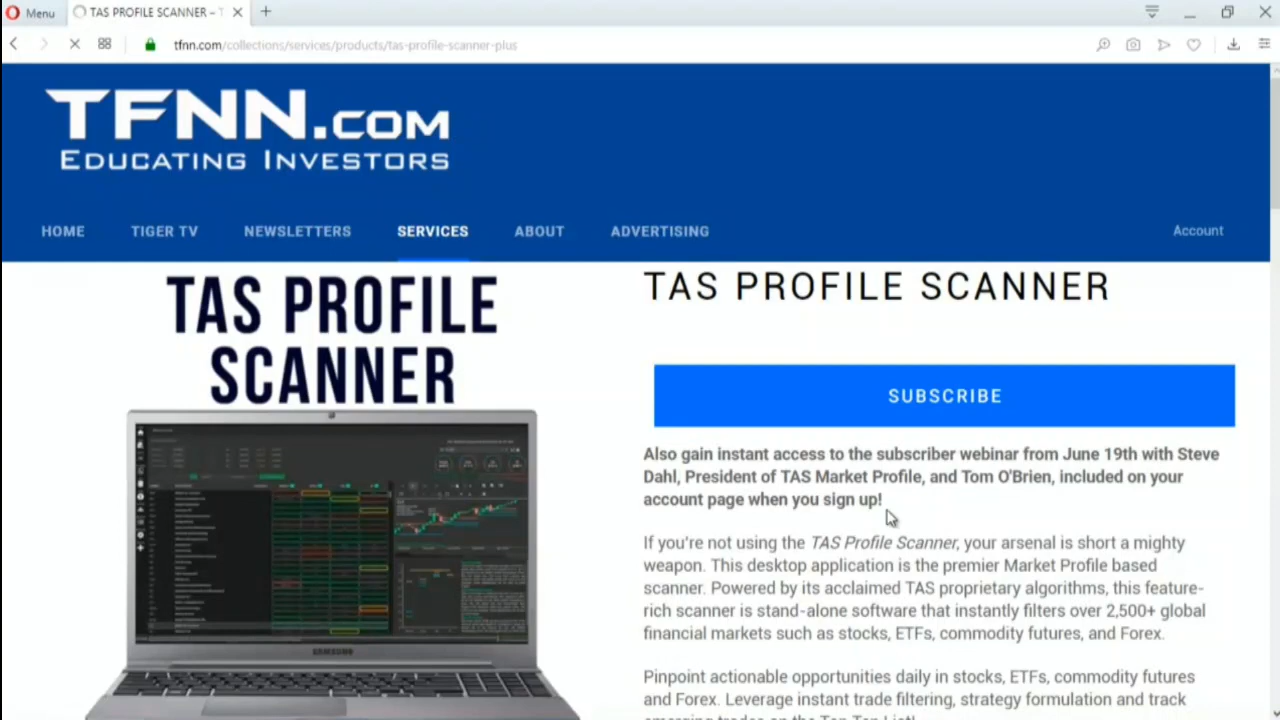 Menu
TAS PROFILE SCANNER – T
tfnn.com/collections/services/products/tas-profile-scanner-plus
TFNN.COM
EDUCATING INVESTORS
HOME TIGER TV NEWSLETTERS SERVICES ABOUT ADVERTISING Account
TAS PROFILE
SCANNER
SAMSUNG
TAS PROFILE SCANNER
SUBSCRIBE
Also gain instant access to the subscriber webinar from June 19th with Steve
Dahl, President of TAS Market Profile, and Tom O'Brien, included on your
account page when you sign up!
If you're not using the TAS Profile Scanner, your arsenal is short a mighty
weapon. This desktop application is the premier Market Profile based
scanner. Powered by its acclaimed TAS proprietary algorithms, this feature-
rich scanner is stand-alone software that instantly filters over 2,500+ global
financial markets such as stocks, ETFs, commodity futures, and Forex.
Pinpoint actionable opportunities daily in stocks, ETFs, commodity futures
and Forex. Leverage instant trade filtering, strategy formulation and track
emerging trades on the Top Ten List!